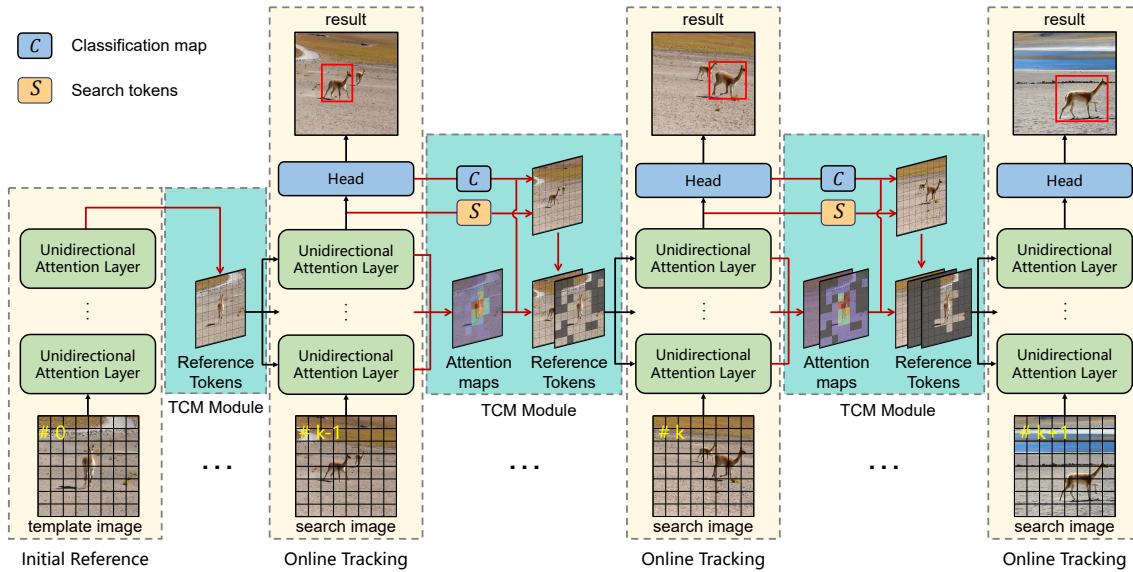 result
result
result
C Classification map
S Search tokens
Head
C
Head
C
Head
S
S
Unidirectional
Attention Layer
Unidirectional
Attention Layer
Unidirectional
Attention Layer
Unidirectional
Attention Layer
...
...
...
...
Unidirectional
Attention Layer
Reference
Tokens
Unidirectional
Attention Layer
Attention
maps
Reference
Tokens
Unidirectional
Attention Layer
Attention
maps
Reference
Tokens
Unidirectional
Attention Layer
TCM Module
TCM Module
TCM Module
# 0
# k-1
# k
# k+1
...
...
...
template image
search image
search image
search image
Initial Reference
Online Tracking
Online Tracking
Online Tracking